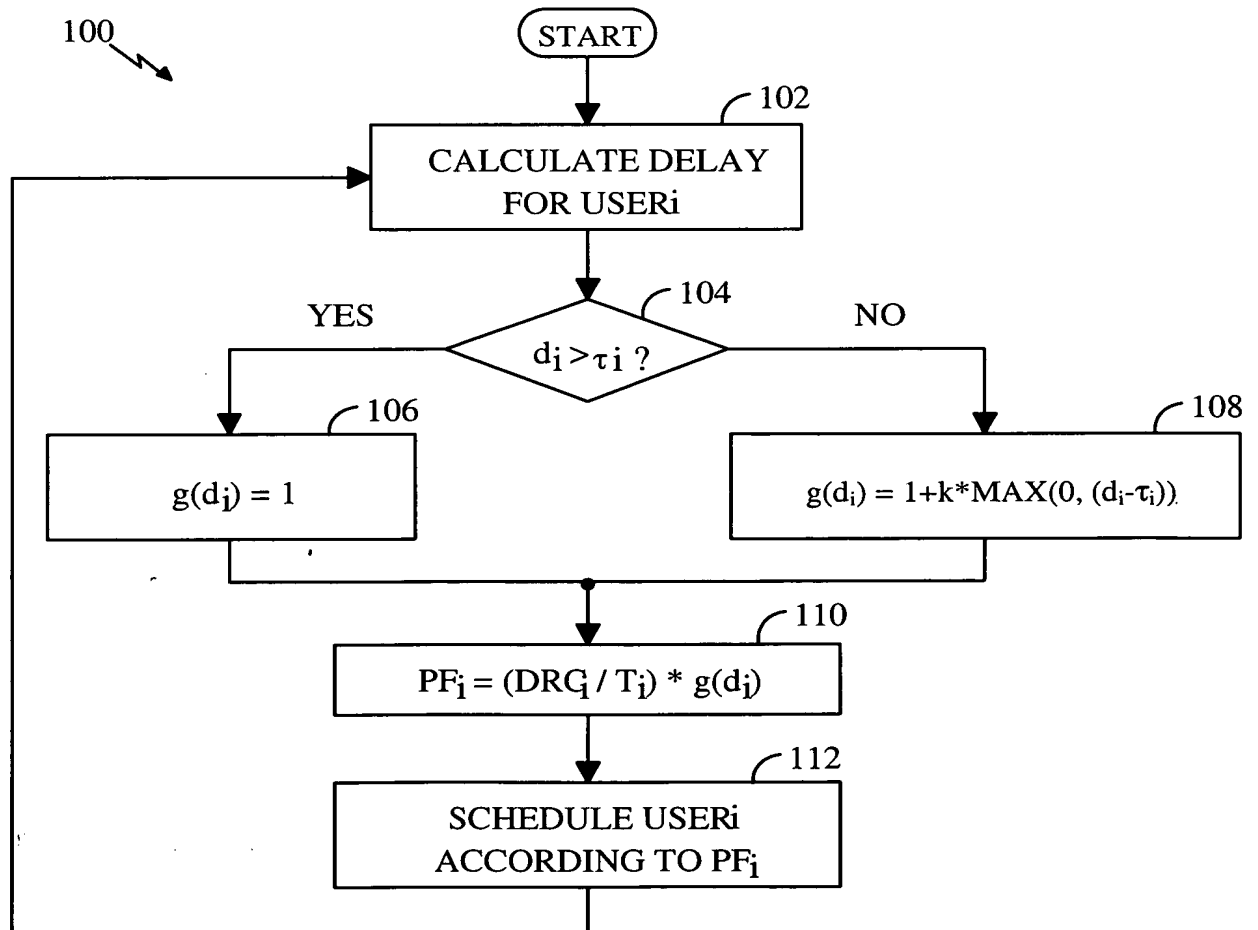 100
START
102
CALCULATE DELAY
FOR USERi
104
YES
NO
di > τi ?
106
108
g(di) = 1
g(di) = 1+k*MAX(0, (di-τi))
110
PFi = (DRCi / Ti) * g(di)
112
SCHEDULE USERi
ACCORDING TO PFi